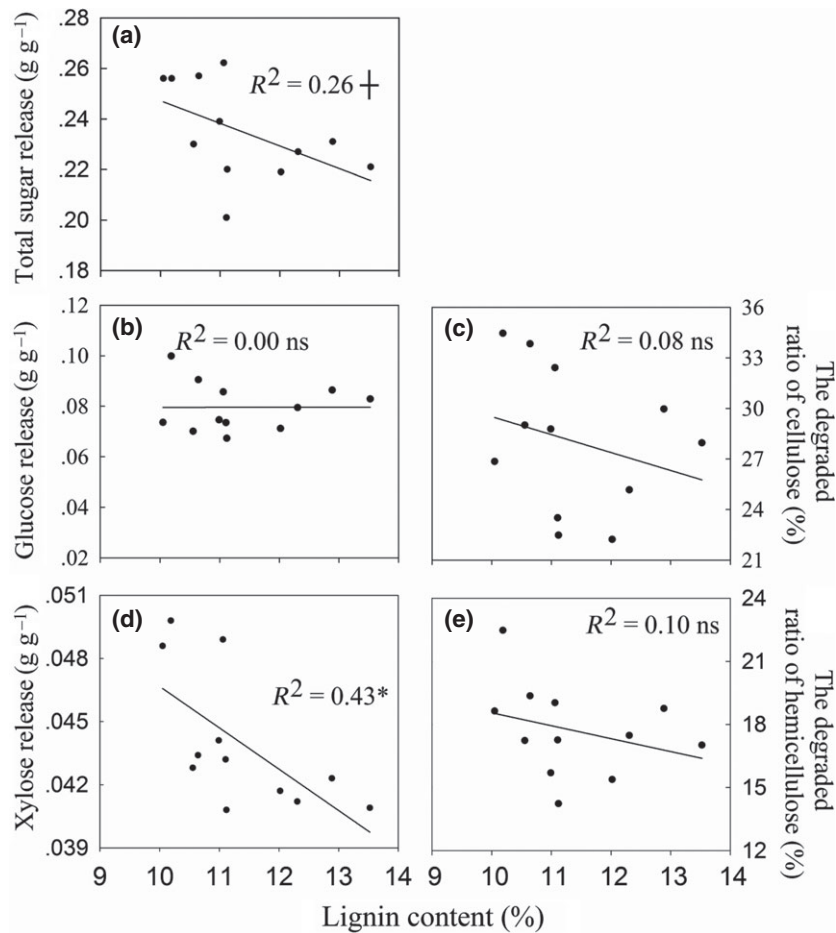 (a)
R² = 0.26 ┼
Total sugar release (g g⁻¹)
.28
.26
.24
.22
.20
.18
(b)
R² = 0.00 ns
Glucose release (g g⁻¹)
.12
.10
.08
.06
.04
.02
(c)
R² = 0.08 ns
36
33
30
27
24
21
The degraded
ratio of cellulose (%)
(d)
R² = 0.43*
Xylose release (g g⁻¹)
.051
.048
.045
.042
.039
9 10 11 12 13 14
(e)
R² = 0.10 ns
24
21
18
15
12
The degraded
ratio of hemicellulose (%)
9 10 11 12 13 14
Lignin content (%)